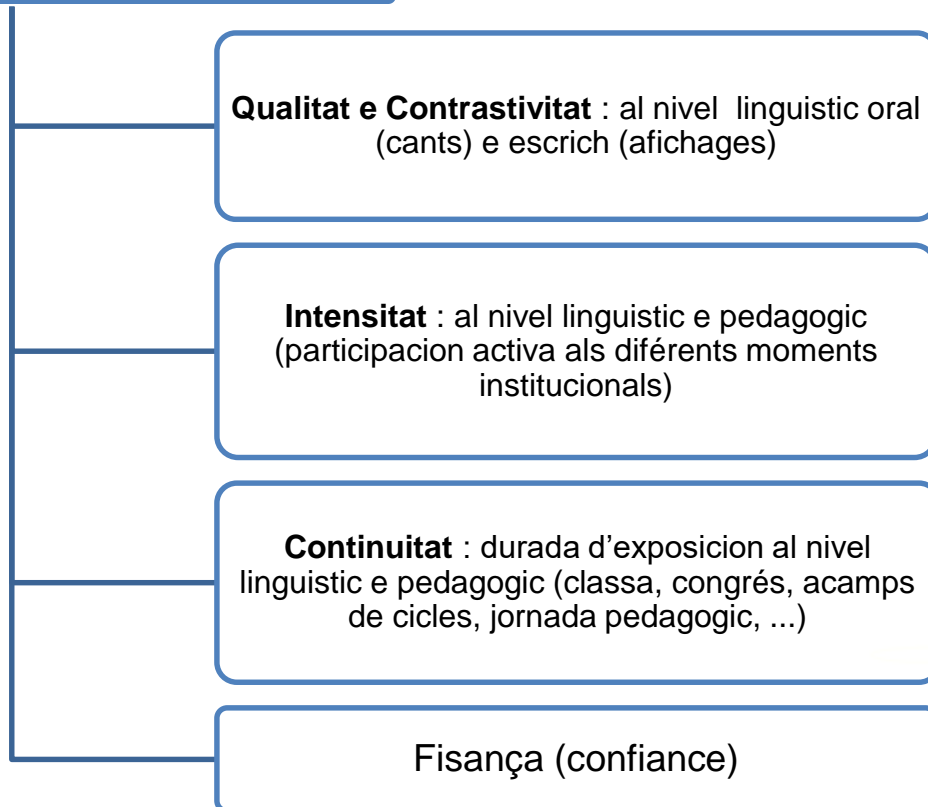 Qualitat e Contrastivitat : al nivel linguistic oral
(cants) e escrich (afichages)
Intensitat : al nivel linguistic e pedagogic
(participacion activa als diférents moments
institucionals)
Continuitat : durada d’exposicion al nivel
linguistic e pedagogic (classa, congrés, acamps
de cicles, jornada pedagogic, ...)
Fisança (confiance)